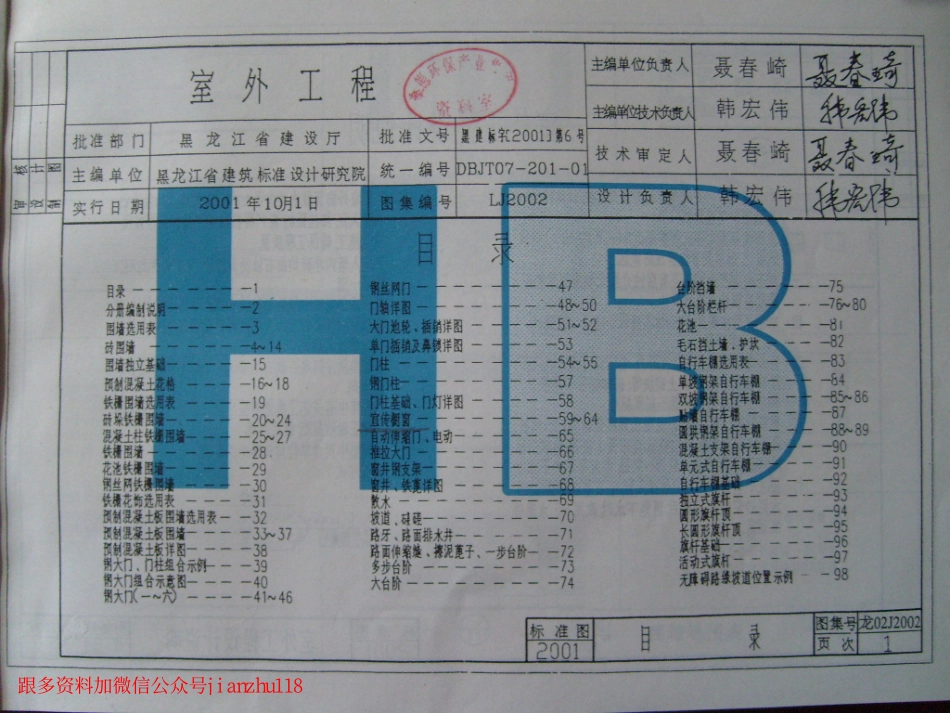 室外工程
主编单位负责人 聂春崎
主编单位技术负责人 韩宏伟
技术审定人 聂春崎
设计负责人 韩宏伟
批准部门 黑龙江省建设厅 批准文号 黑建标字[2001]第6号
主编单位 黑龙江省建筑标准设计研究院 统一编号 DBJT07-201-01
实行日期 2001年10月1日 图集编号 LJ2002
HB
目 录
目录 1
分册编制说明 2
围墙选用表 3
砖围墙 4~14
围墙独立基础 15
预制混凝土花格 16~18
铁栅围墙选用表 19
砖垛铁栅围墙 20~24
混凝土柱铁栅围墙 25~27
铁栅围墙 28
花池铁栅围墙 29
钢丝网铁栅围墙 30
铁栅花饰选用表 31
预制混凝土板围墙选用表 32
预制混凝土板围墙 33~37
预制混凝土板详图 38
钢大门、门柱组合示例 39
钢大门组合示意图 40
钢大门(一~六) 41~46
钢丝网门 47
门轴详图 48~50
大门地轮、插销详图 51~52
单门插销及鼻锁详图 53
门柱 54~56
钢门柱 57
门柱基础、门灯详图 58
宣传橱窗 59~64
自动伸缩门、电动 65
推拉大门 66
窗井钢支架 67
窗井、铁篦详图 68
散水 69
坡道、礓磋 70
路牙、路面排水井 71
路面伸缩缝、擦泥篦子、一步台阶 72
多步台阶 73
大台阶 74
台阶挡墙 75
大台阶栏杆 76~80
花池 81
毛石挡土墙、护坎 82
自行车棚选用表 83
单坡钢架自行车棚 84
双坡钢架自行车棚 85~86
贴墙自行车棚 87
圆拱钢架自行车棚 88~89
混凝土支架自行车棚 90
单元式自行车棚 91
自行车棚基础 92
独立式旗杆 93
圆形旗杆顶 94
长圆形旗杆顶 95
旗杆基础 96
活动式旗杆 97
无障碍路缘坡道位置示例 98
标准图 2001
目 录
图集号 龙02J2002
页次 1
跟多资料加微信公众号jianzhu118